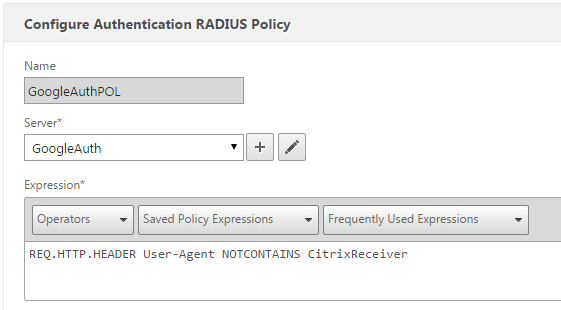 Configure Authentication RADIUS Policy
Name
GoogleAuthPOL
Server*
GoogleAuth
Expression*
Operators Saved Policy Expressions Frequently Used Expressions
REQ.HTTP.HEADER User-Agent NOTCONTAINS CitrixReceiver